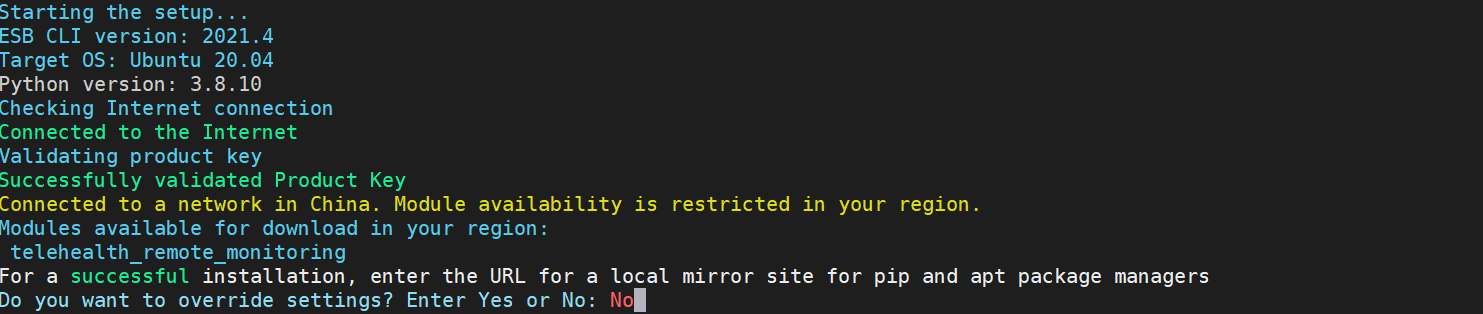 Starting the setup...
ESB CLI version: 2021.4
Target OS: Ubuntu 20.04
Python version: 3.8.10
Checking Internet connection
Connected to the Internet
Validating product key
Successfully validated Product Key
Connected to a network in China. Module availability is restricted in your region.
Modules available for download in your region:
telehealth_remote_monitoring
For a successful installation, enter the URL for a local mirror site for pip and apt package managers
Do you want to override settings? Enter Yes or No: No